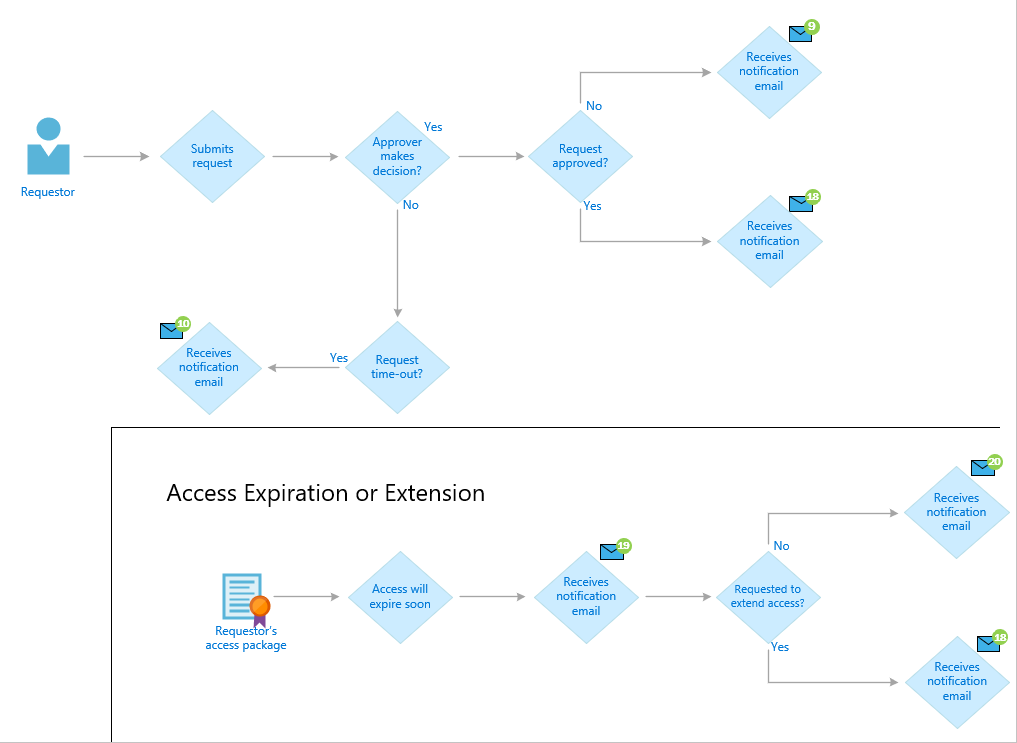 9
Receives
notification
email
No
Yes
Submits
request
Approver
makes
decision?
Request
approved?
Requestor
No
Yes
18
Receives
notification
email
10
Receives
notification
email
Yes
Request
time-out?
Access Expiration or Extension
20
Receives
notification
email
No
19
Receives
notification
email
Access will
expire soon
Requested to
extend access?
Requestor's
access package
Yes
18
Receives
notification
email